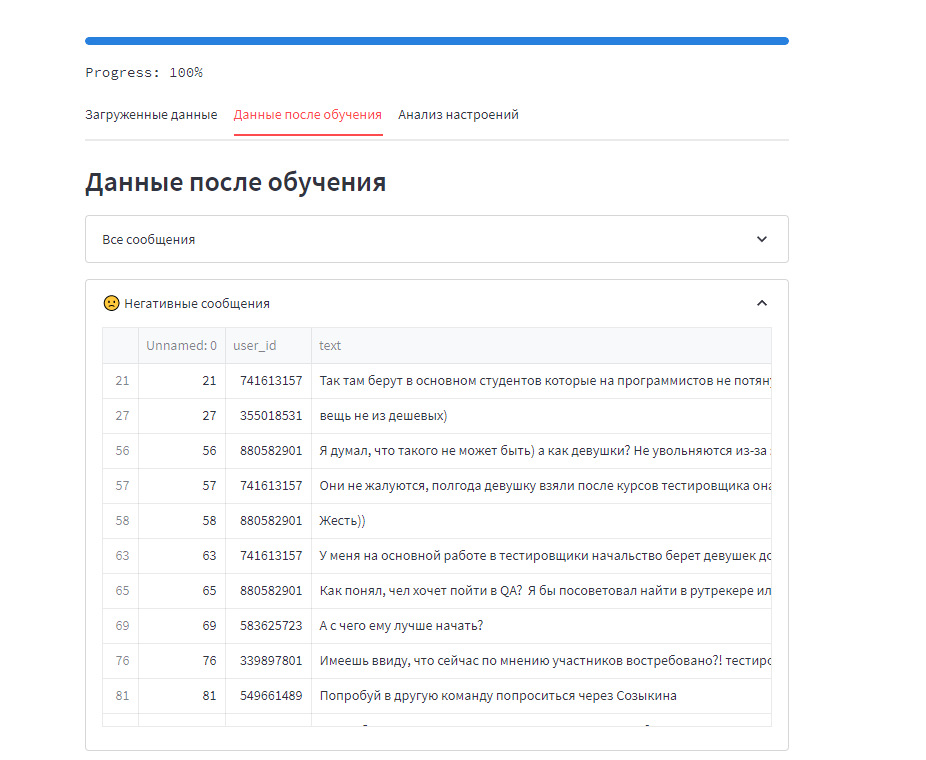 Progress: 100%
Загруженные данные Данные после обучения Анализ настроений
Данные после обучения
Все сообщения
Негативные сообщения
Unnamed: 0 user_id text
21 21 741613157 Так там берут в основном студентов которые на программистов не потян
27 27 355018531 вещь не из дешевых)
56 56 880582901 Я думал, что такого не может быть) а как девушки? Не увольняются из-за
57 57 741613157 Они не жалуются, полгода девушку взяли после курсов тестировщика она
58 58 880582901 Жесть))
63 63 741613157 У меня на основной работе в тестировщики начальство берет девушек до
65 65 880582901 Как понял, чел хочет пойти в QA? Я бы посоветовал найти в рутрекере ил
69 69 583625723 А с чего ему лучше начать?
76 76 339897801 Имеешь ввиду, что сейчас по мнению участников востребовано?! тестиро
81 81 549661489 Попробуй в другую команду попроситься через Созыкина